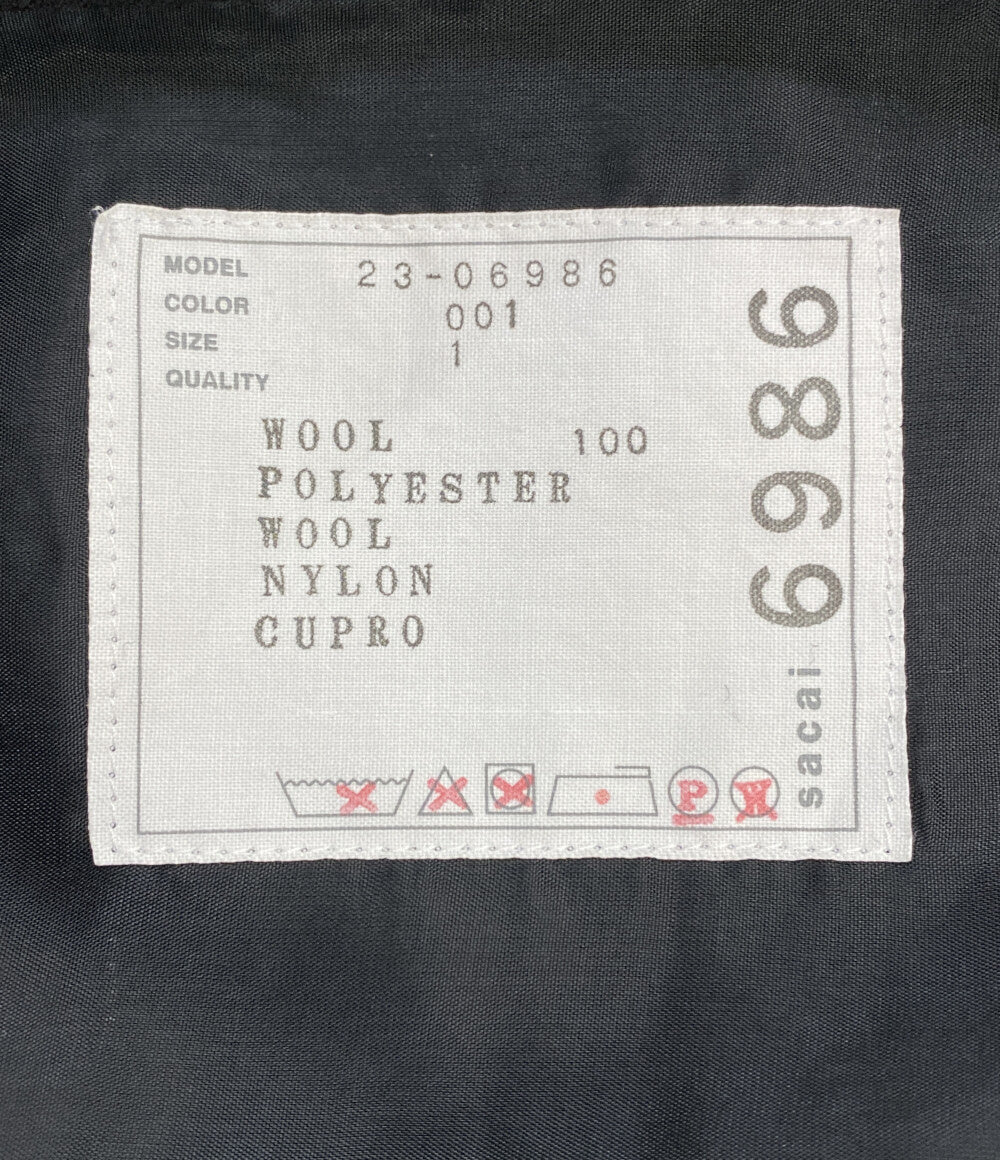 MODEL 23-06986
COLOR 001
SIZE 1
QUALITY
WOOL 100
POLYESTER
WOOL
NYLON
CUPRO
P W
sacai 6986